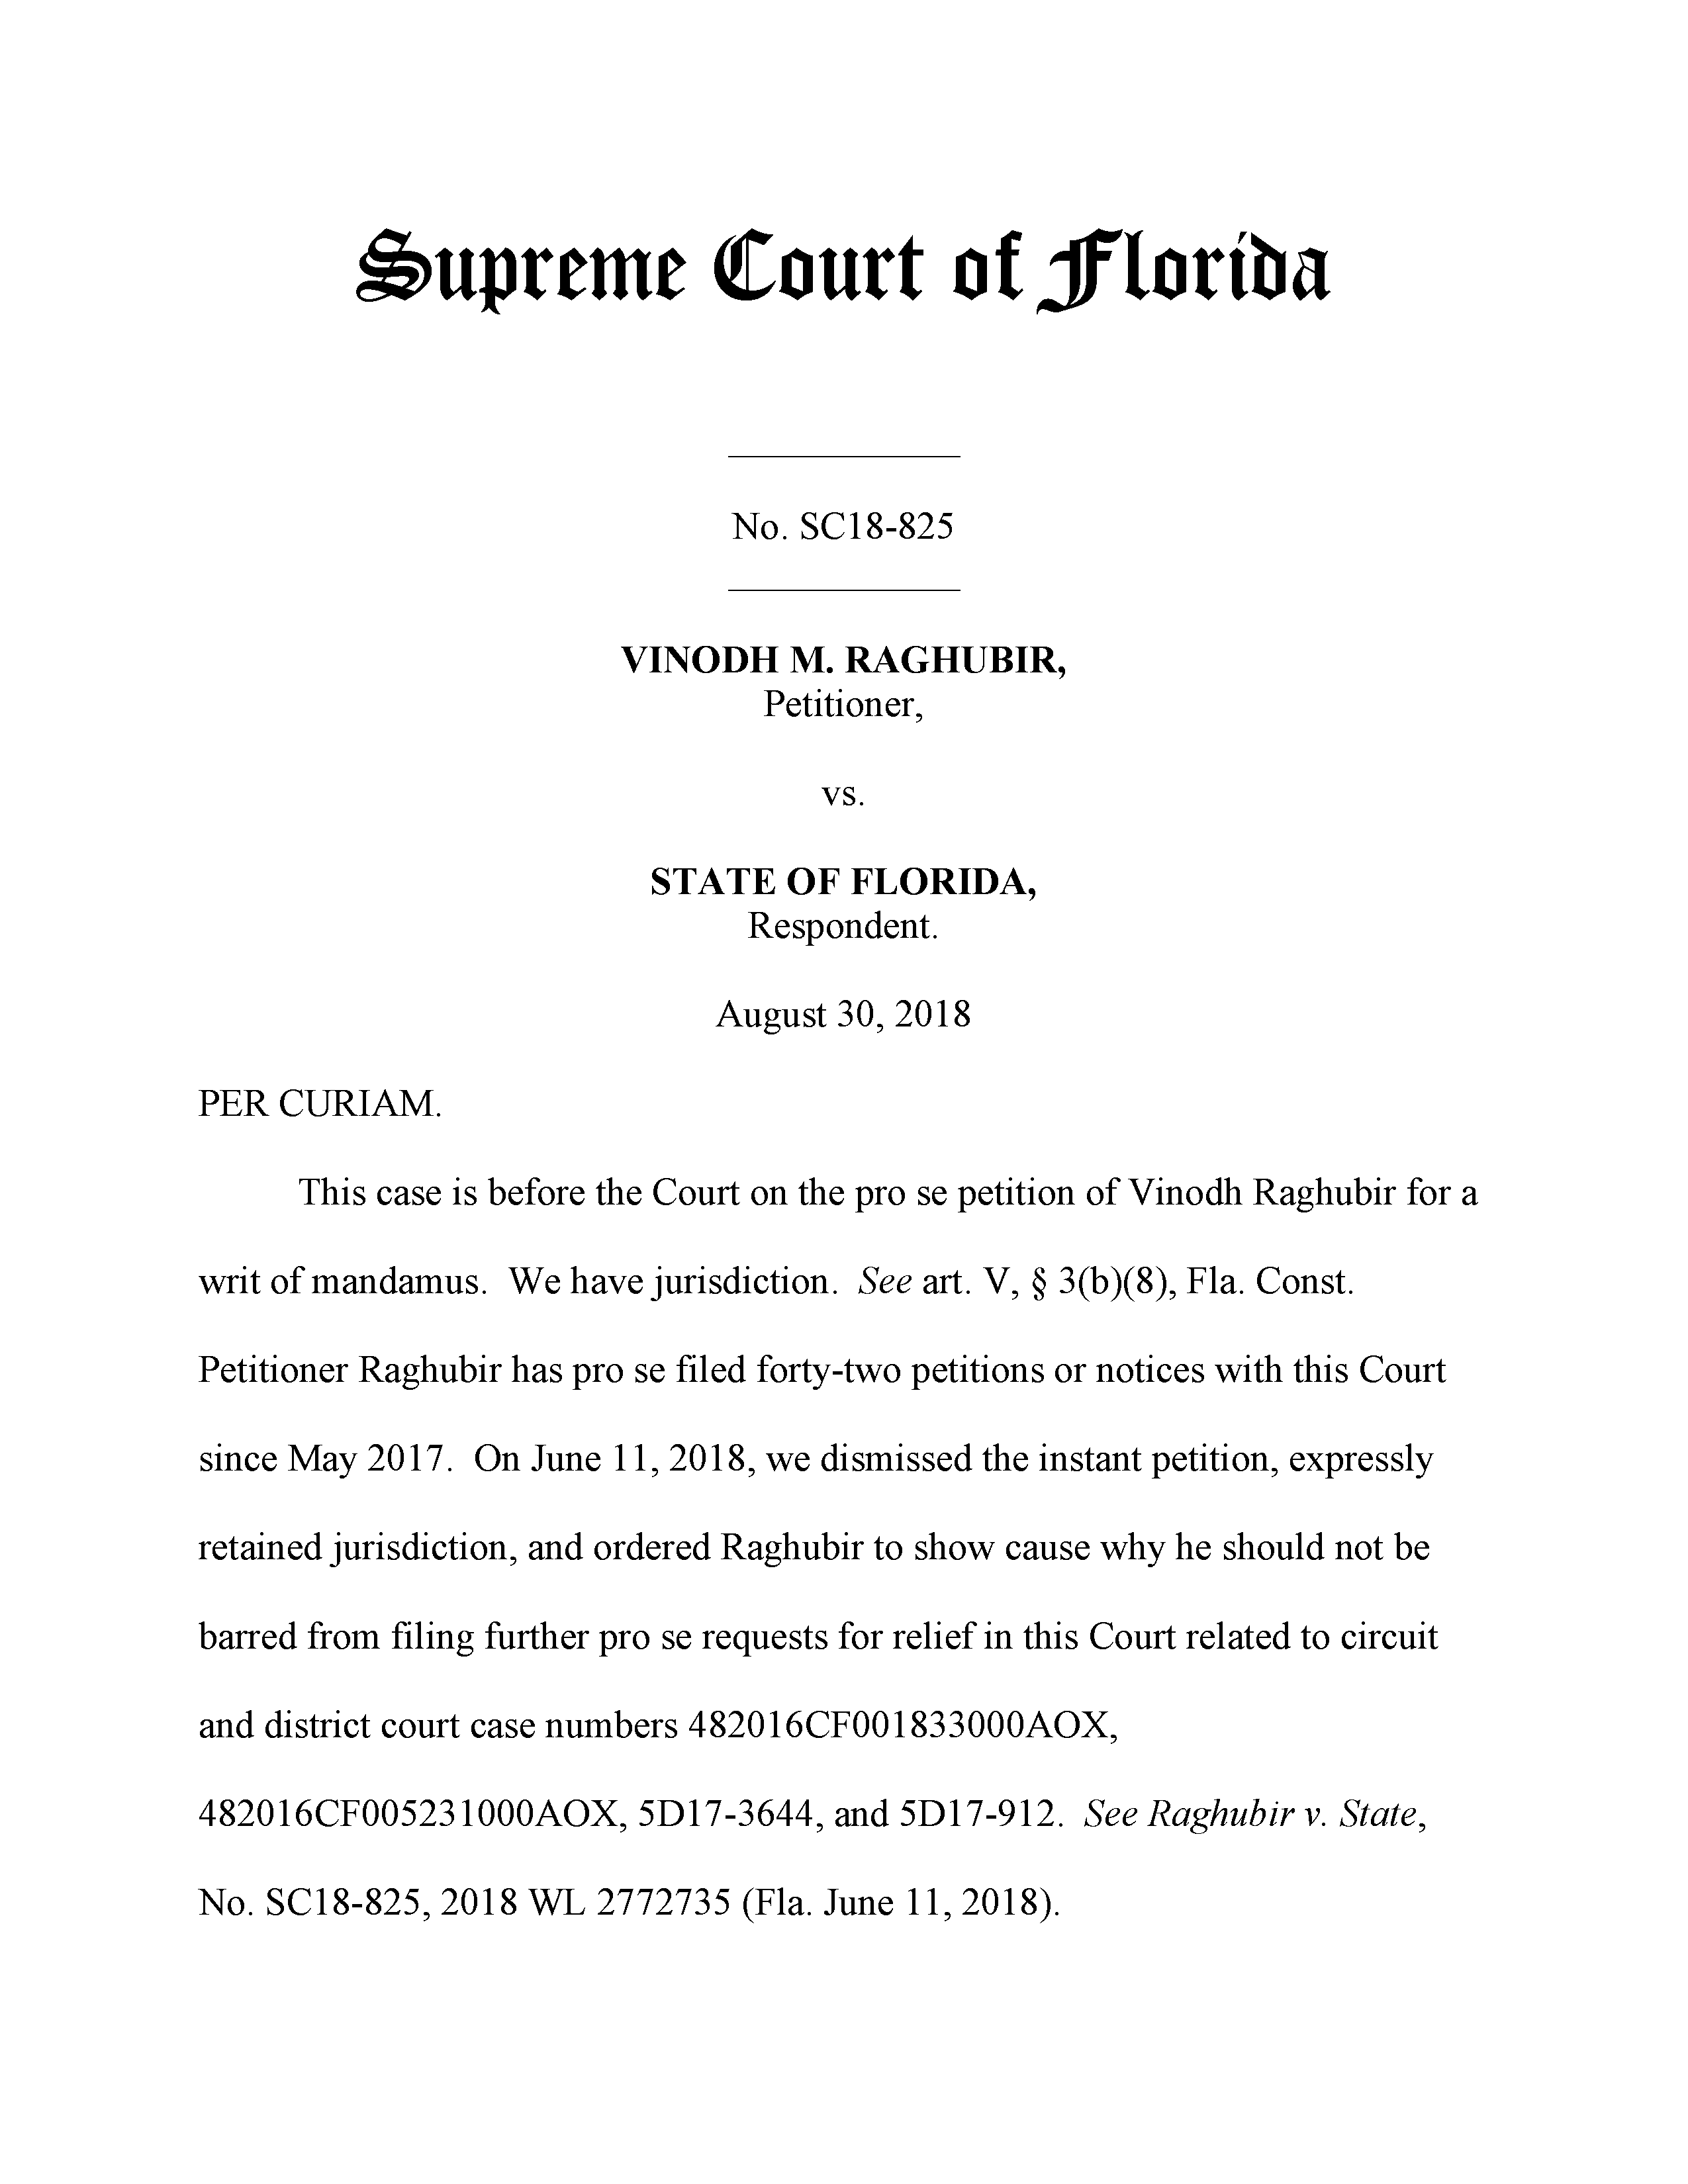 Supreme Court of Florida
No. SC18-825
VINODH M. RAGHUBIR,
Petitioner,
vs.
STATE OF FLORIDA,
Respondent.
August 30, 2018
PER CURIAM.
This case is before the Court on the pro se petition of Vinodh Raghubir for a
writ of mandamus.  We have jurisdiction.  See art. V, § 3(b)(8), Fla. Const.
Petitioner Raghubir has pro se filed forty-two petitions or notices with this Court
since May 2017.  On June 11, 2018, we dismissed the instant petition, expressly
retained jurisdiction, and ordered Raghubir to show cause why he should not be
barred from filing further pro se requests for relief in this Court related to circuit
and district court case numbers 482016CF001833000AOX,
482016CF005231000AOX, 5D17-3644, and 5D17-912.  See Raghubir v. State,
No. SC18-825, 2018 WL 2772735 (Fla. June 11, 2018).